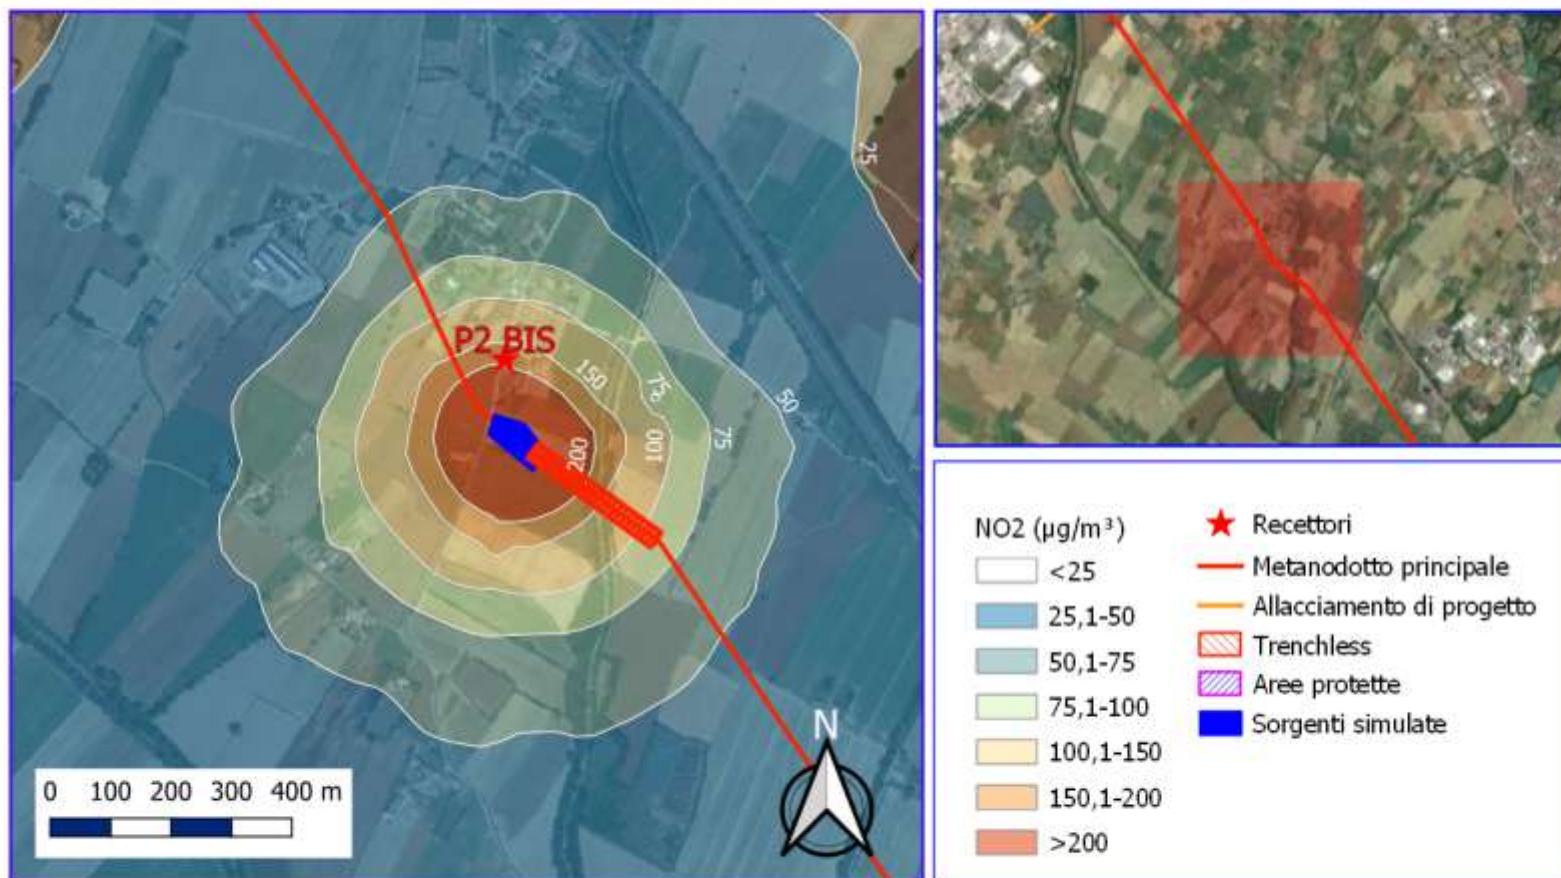 25
P2 BIS
150
75
50
100
75
200
N
0 100 200 300 400 m
NO2 (µg/m³)
<25
25,1-50
50,1-75
75,1-100
100,1-150
150,1-200
>200
Recettori
Metanodotto principale
Allacciamento di progetto
Trenchless
Aree protette
Sorgenti simulate